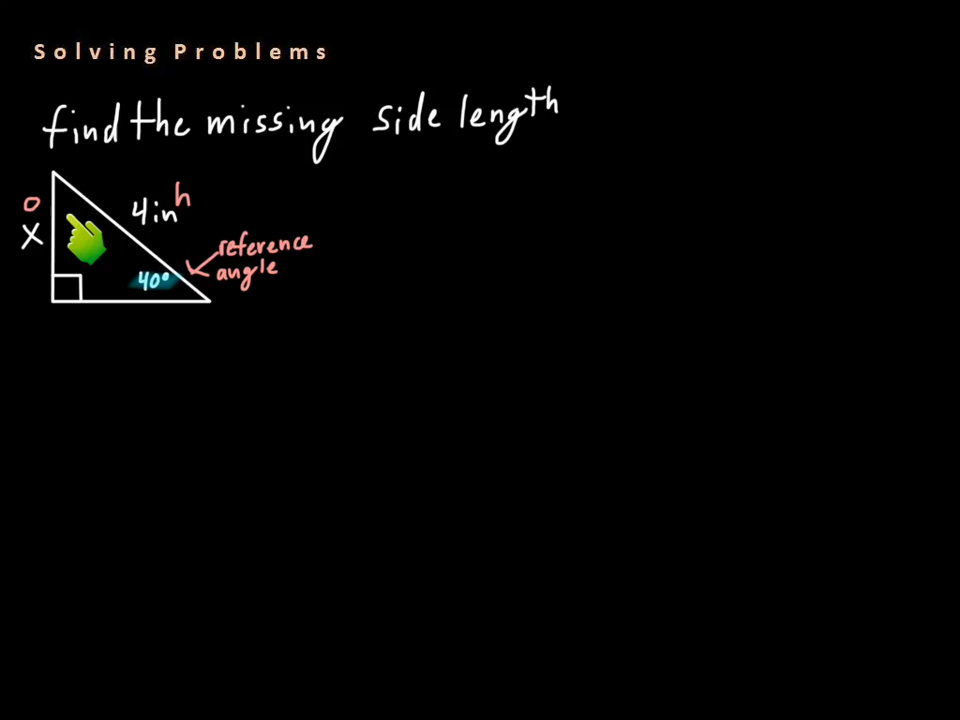 Solving Problems
find the missing side length
o
h
4in
X
reference
angle
40°